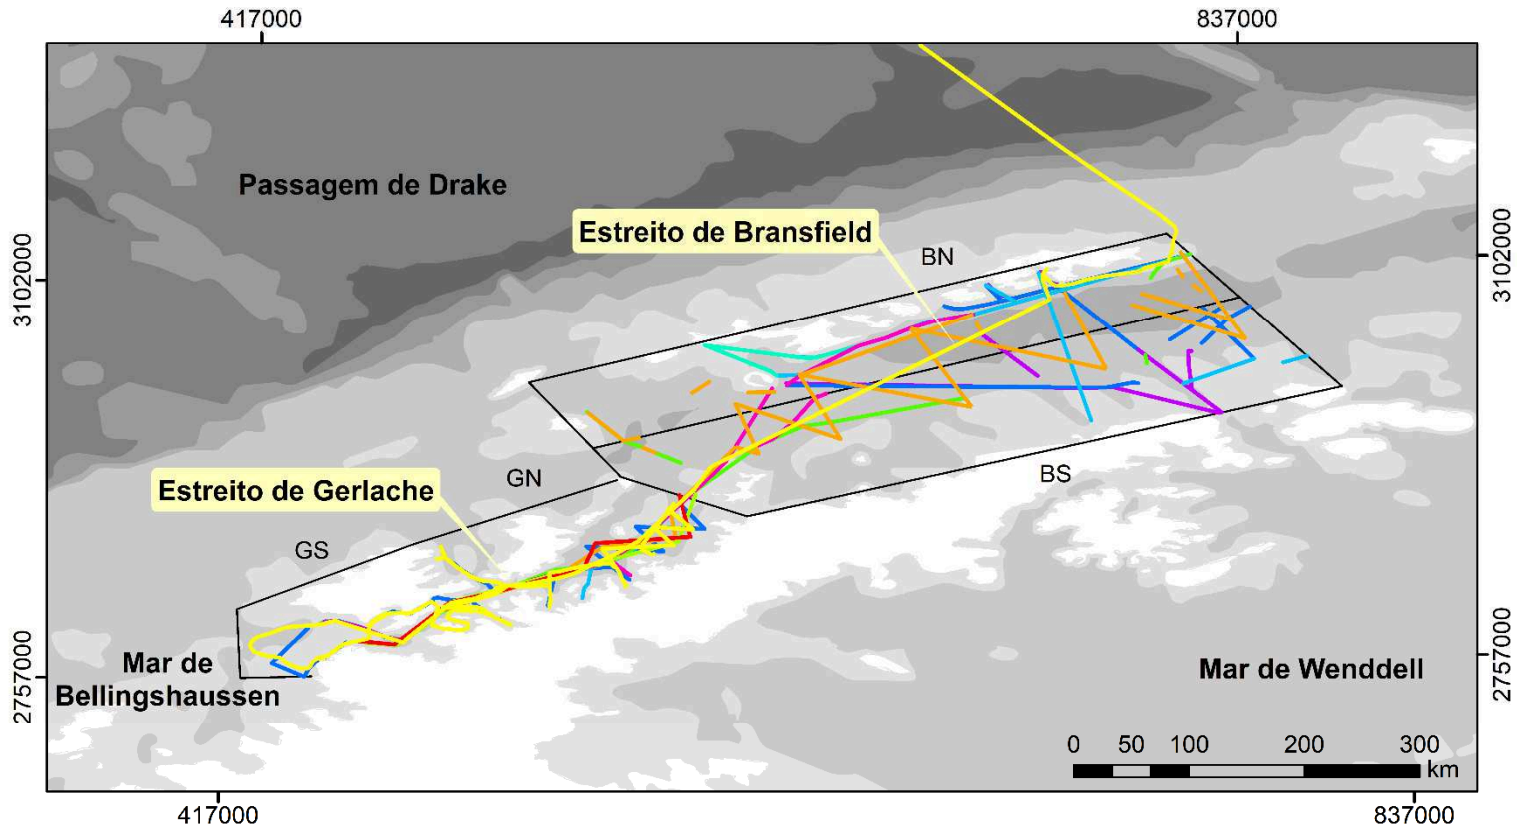 417000
837000
Passagem de Drake
Estreito de Bransfield
BN
3102000
3102000
GN
BS
Estreito de Gerlache
GS
Mar de
Bellingshaussen
Mar de Wenddell
2757000
2757000
0 50 100 200 300
km
417000
837000